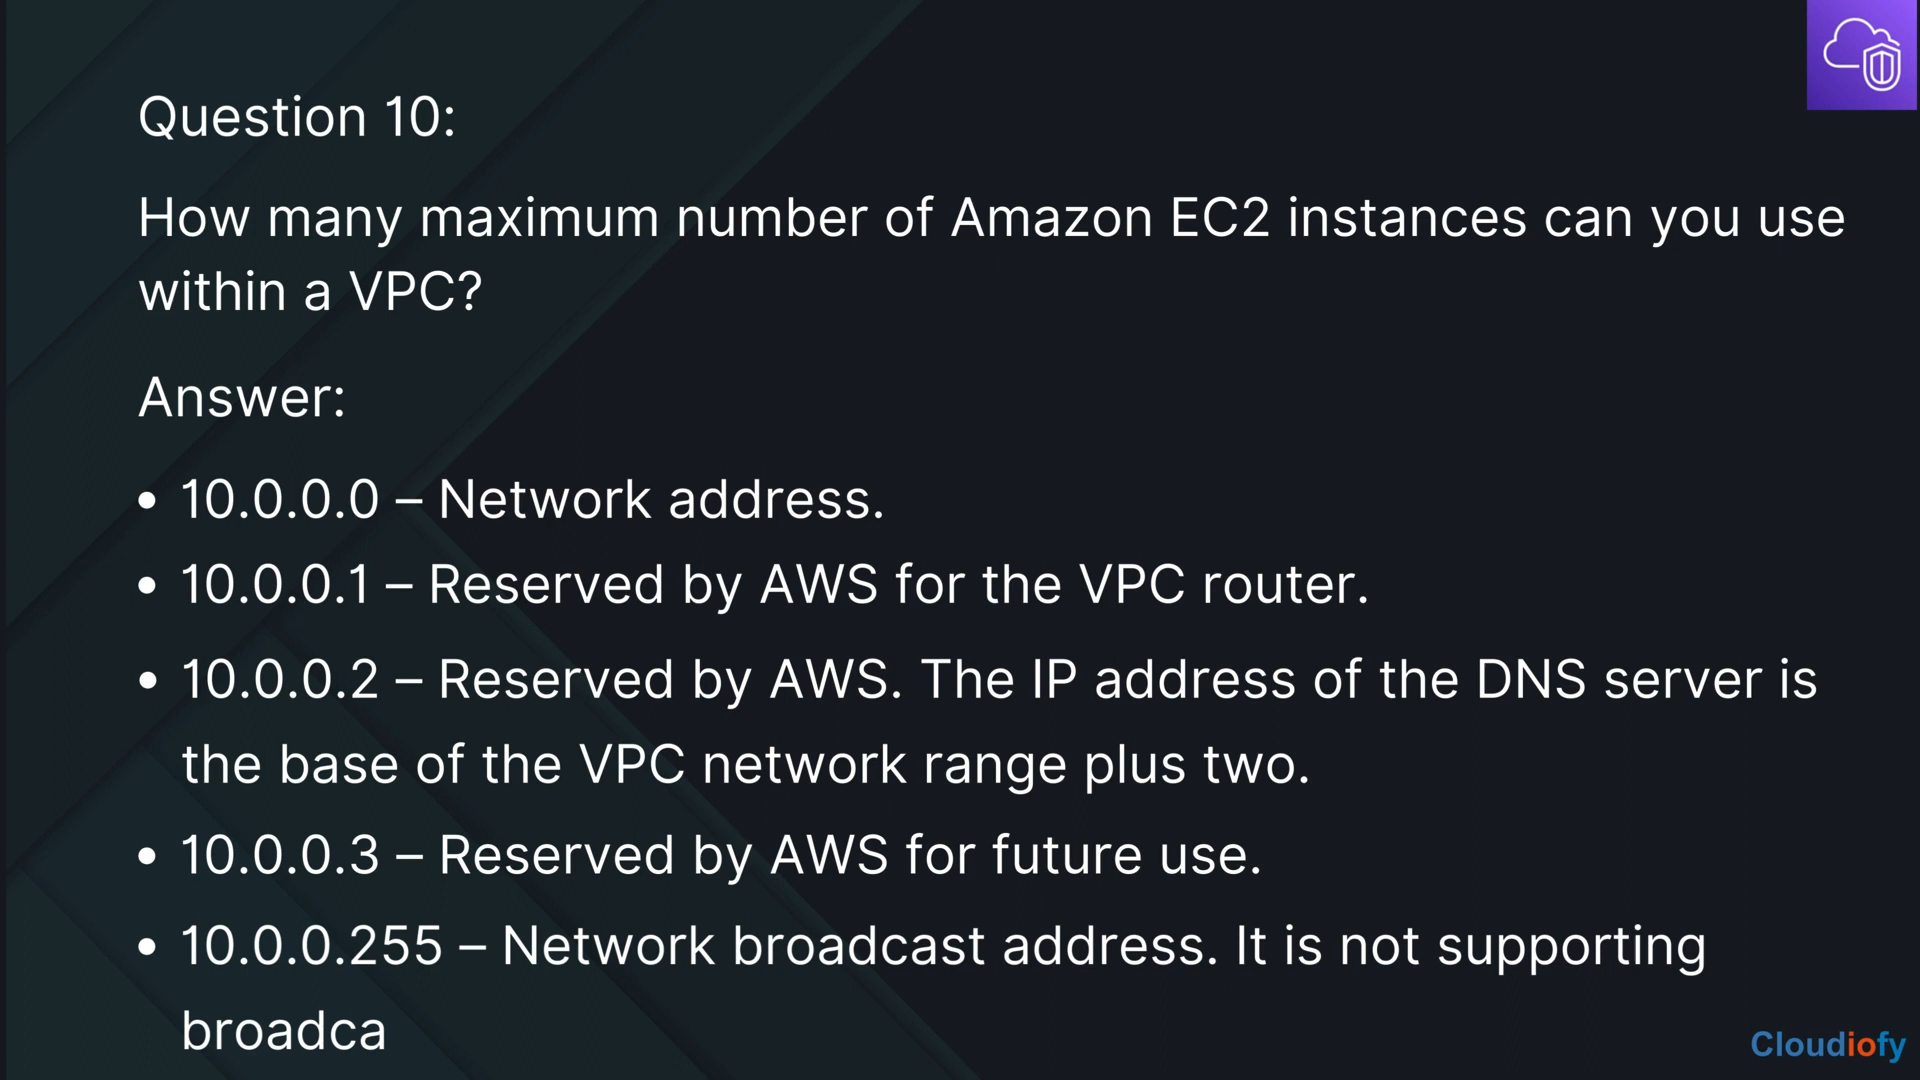 Question 10:
How many maximum number of Amazon EC2 instances can you use
within a VPC?
Answer:
• 10.0.0.0 – Network address.
• 10.0.0.1 – Reserved by AWS for the VPC router.
• 10.0.0.2 – Reserved by AWS. The IP address of the DNS server is
the base of the VPC network range plus two.
• 10.0.0.3 – Reserved by AWS for future use.
• 10.0.0.255 – Network broadcast address. It is not supporting
broadca
Cloudiofy